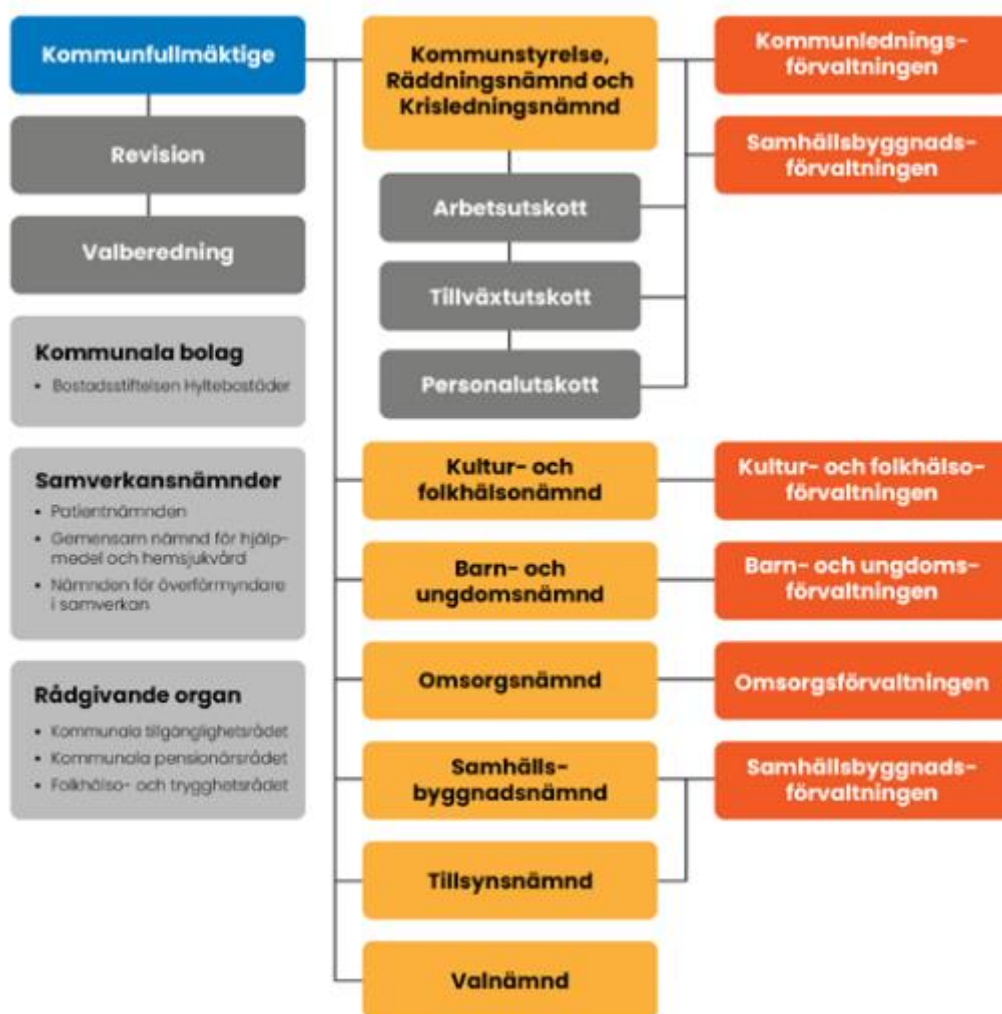 Kommunfullmäktige
Revision
Valberedning
Kommunala bolag
• Bostadsstiftelsen Hyltebostäder
Samverkansnämnder
• Patientnämnden
• Gemensam nämnd för hjälp-
medel och hemsjukvård
• Nämnden för överförmyndare
i samverkan
Rådgivande organ
• Kommunala tillgänglighetsrådet
• Kommunala pensionärsrådet
• Folkhälso- och trygghetsrådet
Kommunstyrelse,
Räddningsnämnd och
Krisledningsnämnd
Arbetsutskott
Tillväxtutskott
Personalutskott
Kultur- och
folkhälsonämnd
Barn- och
ungdomsnämnd
Omsorgsnämnd
Samhälls-
byggnadsnämnd
Tillsynsnämnd
Valnämnd
Kommunlednings-
förvaltningen
Samhällsbyggnads-
förvaltningen
Kultur- och folkhälso-
förvaltningen
Barn- och ungdoms-
förvaltningen
Omsorgsförvaltningen
Samhällsbyggnads-
förvaltningen